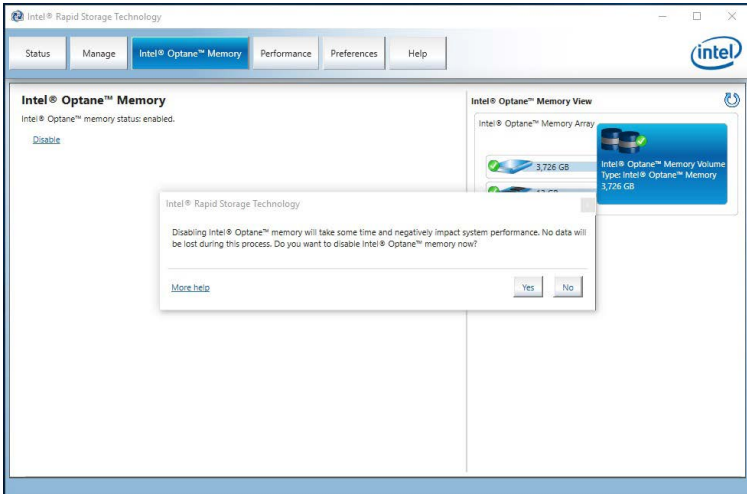 Intel® Rapid Storage Technology
Status
Manage
Intel® Optane™ Memory
Performance
Preferences
Help
intel
Intel® Optane™ Memory
Intel® Optane™ memory status: enabled.
Disable
Intel® Optane™ Memory View
Intel® Optane™ Memory Array
3,726 GB
Intel® Optane™ Memory Volume
Type: Intel® Optane™ Memory
3,726 GB
Intel® Rapid Storage Technology
Disabling Intel® Optane™ memory will take some time and negatively impact system performance. No data will
be lost during this process. Do you want to disable Intel® Optane™ memory now?
More help
Yes
No